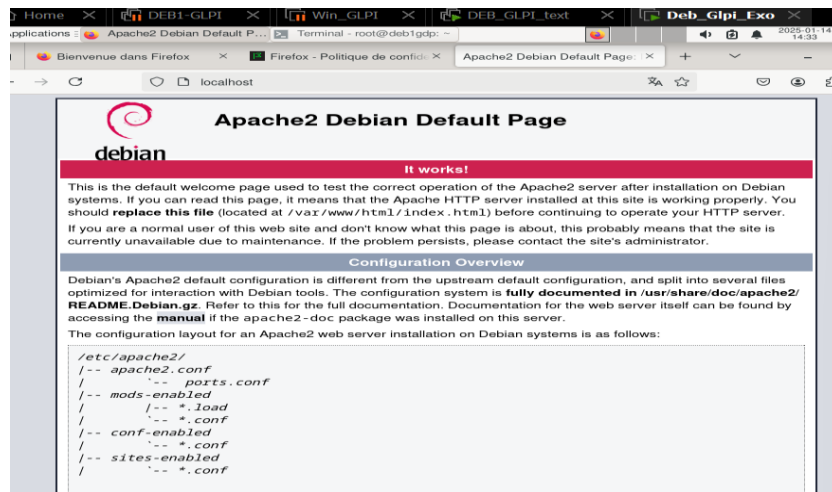 Home × DEB1-GLPI × Win_GLPI × DEB_GLPI_text × Deb_Glpi_Exo ×
Applications Apache2 Debian Default P... Terminal - root@deb1gdp: ~ 2025-01-14
14:33
Bienvenue dans Firefox × Firefox - Politique de confide × Apache2 Debian Default Page: ×
localhost
debian
Apache2 Debian Default Page
It works!
This is the default welcome page used to test the correct operation of the Apache2 server after installation on Debian
systems. If you can read this page, it means that the Apache HTTP server installed at this site is working properly. You
should replace this file (located at /var/www/html/index.html) before continuing to operate your HTTP server.
If you are a normal user of this web site and don't know what this page is about, this probably means that the site is
currently unavailable due to maintenance. If the problem persists, please contact the site's administrator.
Configuration Overview
Debian's Apache2 default configuration is different from the upstream default configuration, and split into several files
optimized for interaction with Debian tools. The configuration system is fully documented in /usr/share/doc/apache2/
README.Debian.gz. Refer to this for the full documentation. Documentation for the web server itself can be found by
accessing the manual if the apache2-doc package was installed on this server.
The configuration layout for an Apache2 web server installation on Debian systems is as follows:
/etc/apache2/
|-- apache2.conf
|       `--  ports.conf
|-- mods-enabled
|       |-- *.load
|       `-- *.conf
|-- conf-enabled
|       `-- *.conf
|-- sites-enabled
|       `-- *.conf